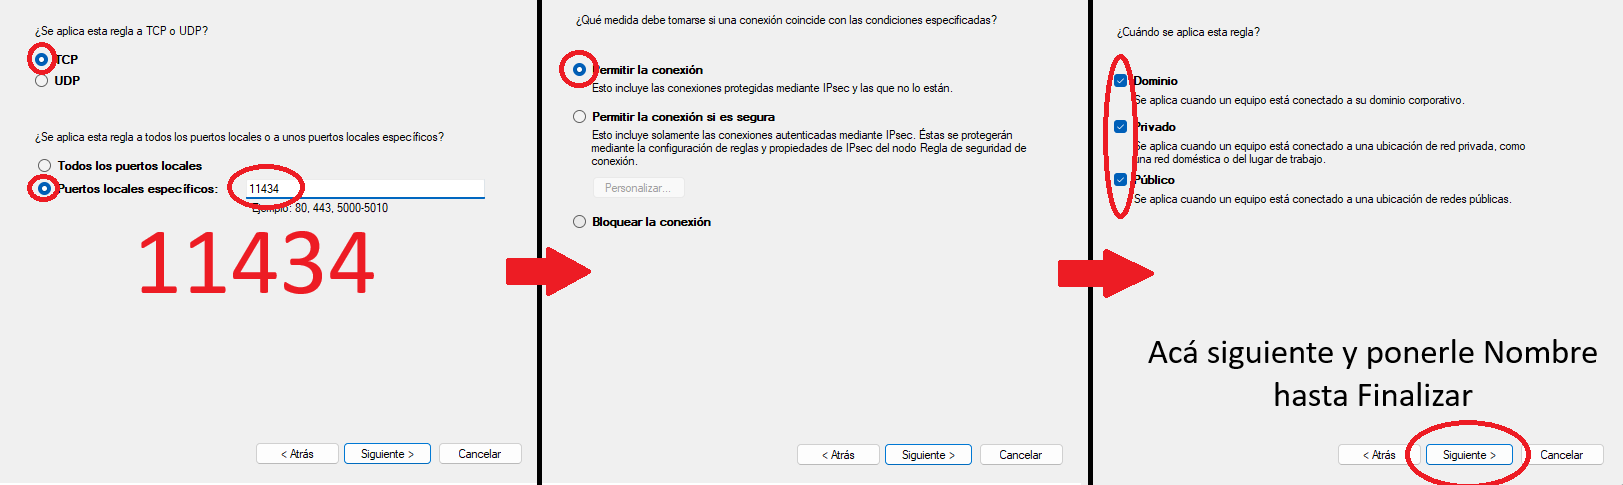 ¿Se aplica esta regla a TCP o UDP?
TCP
UDP
¿Se aplica esta regla a todos los puertos locales o a unos puertos locales específicos?
Todos los puertos locales
Puertos locales específicos:
11434
Ejemplo: 80, 443, 5000-5010
11434
< Atrás
Siguiente >
Cancelar
¿Qué medida debe tomarse si una conexión coincide con las condiciones especificadas?
Permitir la conexión
Esto incluye las conexiones protegidas mediante IPsec y las que no lo están.
Permitir la conexión si es segura
Esto incluye solamente las conexiones autenticadas mediante IPsec. Éstas se protegerán
mediante la configuración de reglas y propiedades de IPsec del nodo Regla de seguridad de
conexión.
Personalizar...
Bloquear la conexión
< Atrás
Siguiente >
Cancelar
¿Cuándo se aplica esta regla?
Dominio
Se aplica cuando un equipo está conectado a su dominio corporativo.
Privado
Se aplica cuando un equipo está conectado a una ubicación de red privada, como
una red doméstica o del lugar de trabajo.
Público
Se aplica cuando un equipo está conectado a una ubicación de redes públicas.
Acá siguiente y ponerle Nombre
hasta Finalizar
< Atrás
Siguiente >
Cancelar